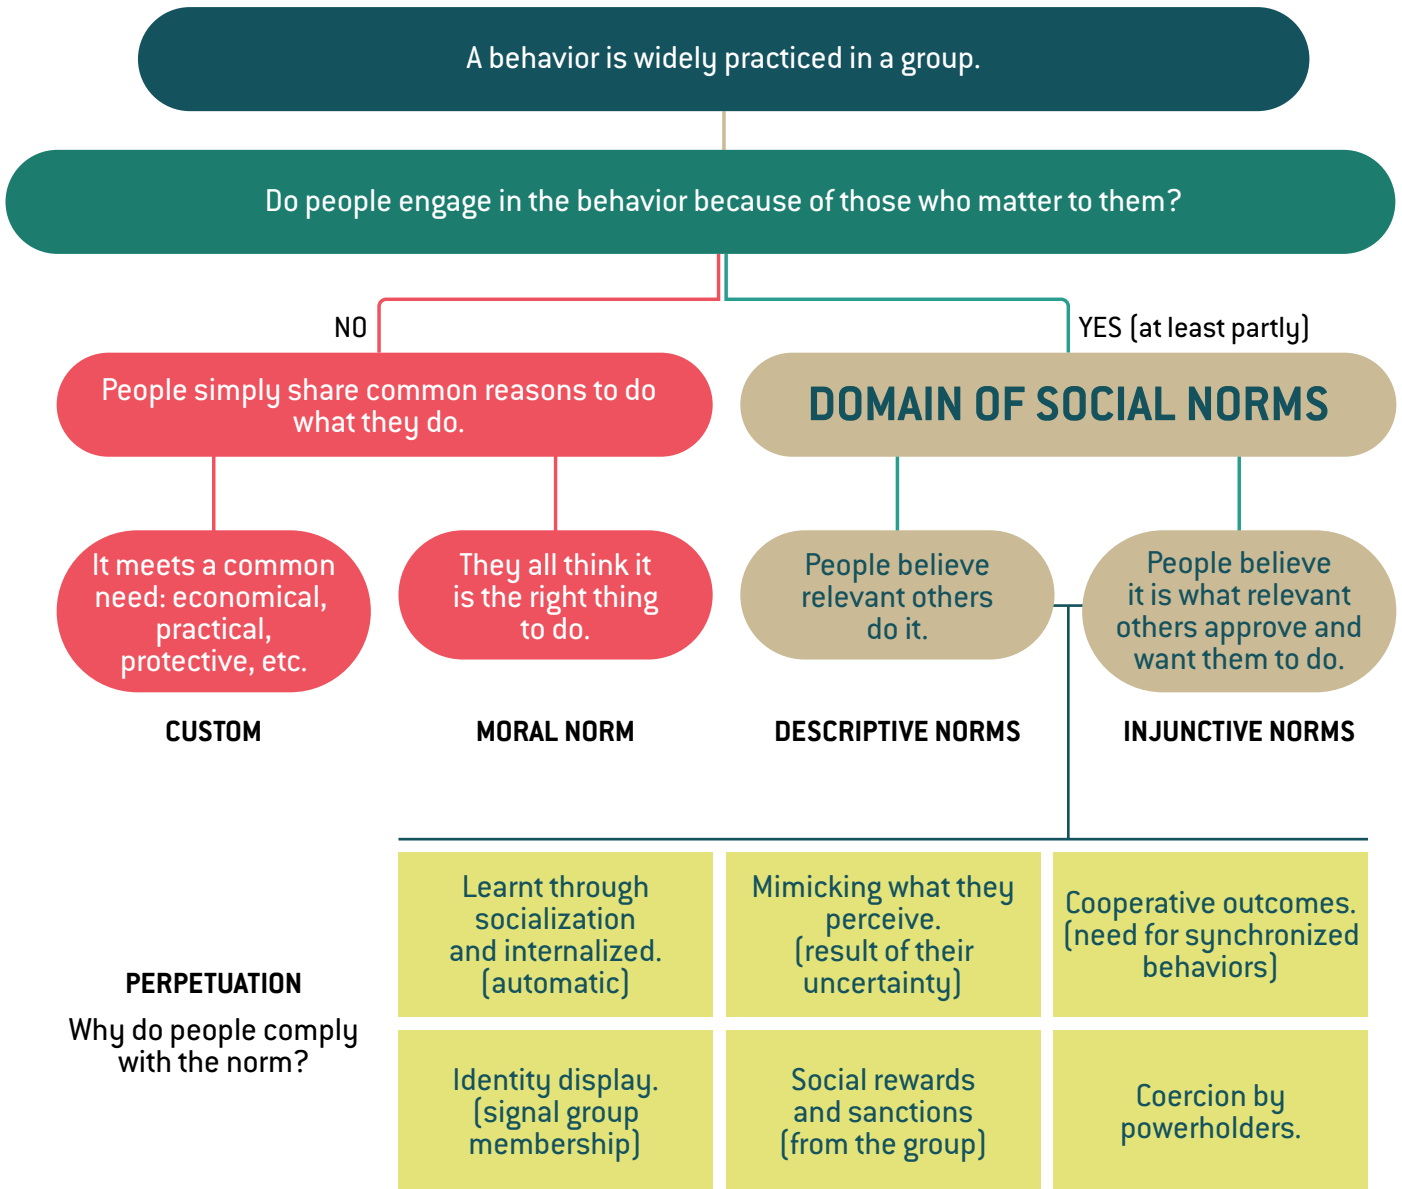 A behavior is widely practiced in a group.
Do people engage in the behavior because of those who matter to them?
NO
YES (at least partly)
People simply share common reasons to do
what they do.
DOMAIN OF SOCIAL NORMS
It meets a common
need: economical,
practical,
protective, etc.
They all think it
is the right thing
to do.
People believe
relevant others
do it.
People believe
it is what relevant
others approve and
want them to do.
CUSTOM
MORAL NORM
DESCRIPTIVE NORMS
INJUNCTIVE NORMS
PERPETUATION
Why do people comply
with the norm?
Learnt through
socialization
and internalized.
(automatic)
Mimicking what they
perceive.
(result of their
uncertainty)
Cooperative outcomes.
(need for synchronized
behaviors)
Identity display.
(signal group
membership)
Social rewards
and sanctions
(from the group)
Coercion by
powerholders.